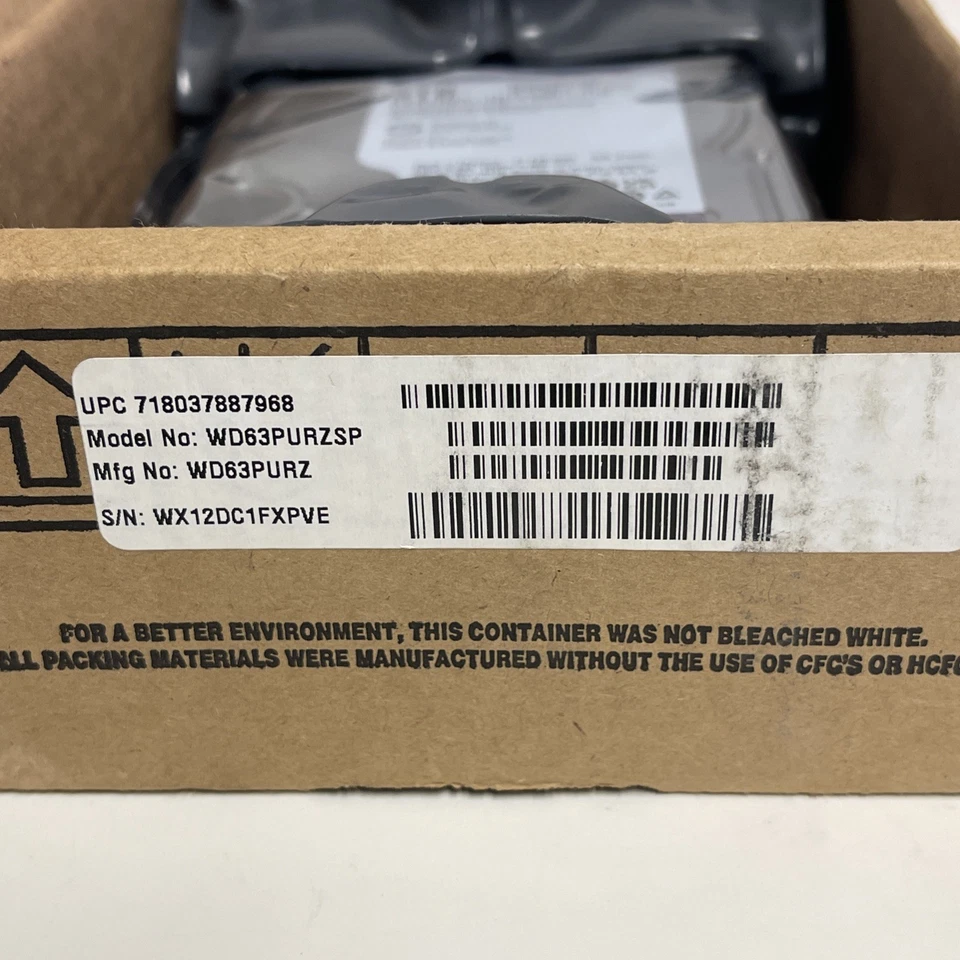 UPC 718037887968
Model No: WD63PURZSP
Mfg No: WD63PURZ
S/N: WX12DC1FXPVE
FOR A BETTER ENVIRONMENT, THIS CONTAINER WAS NOT BLEACHED WHITE.
ALL PACKING MATERIALS WERE MANUFACTURED WITHOUT THE USE OF CFC'S OR